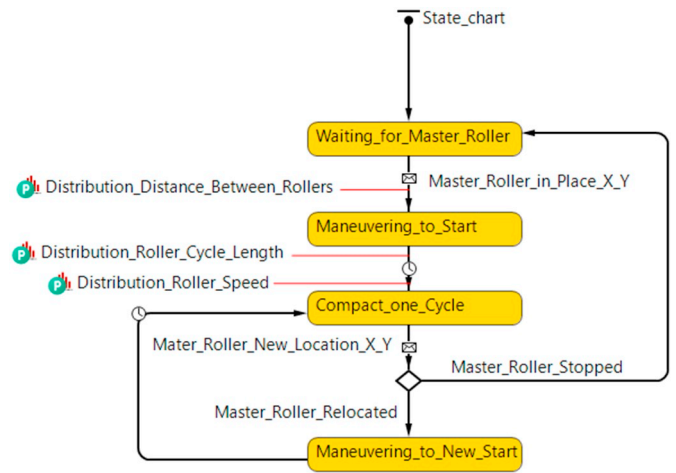 State_chart
Waiting_for_Master_Roller
Master_Roller_in_Place_X_Y
P Distribution_Distance_Between_Rollers
Maneuvering_to_Start
P Distribution_Roller_Cycle_Length
P Distribution_Roller_Speed
Compact_one_Cycle
Mater_Roller_New_Location_X_Y
Master_Roller_Stopped
Master_Roller_Relocated
Maneuvering_to_New_Start